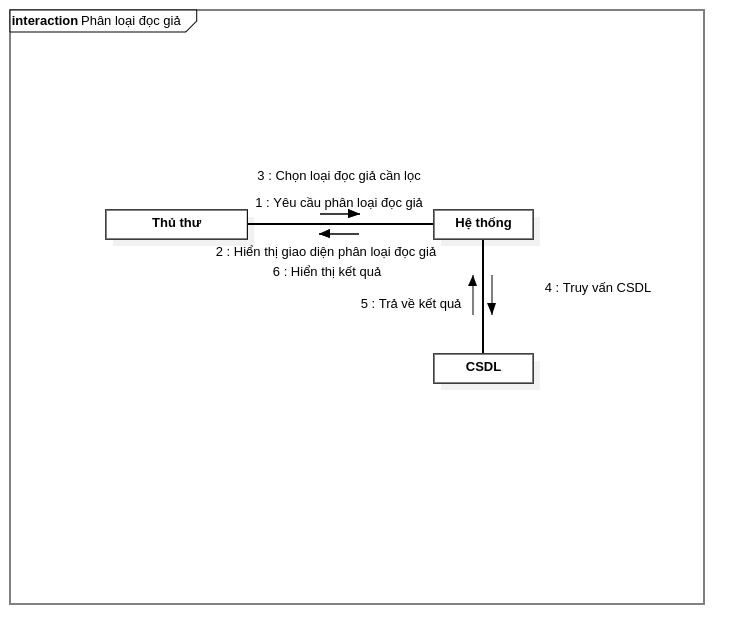 interaction Phân loại đọc giả
3 : Chọn loại đọc giả cần lọc
1 : Yêu cầu phân loại đọc giả
Thủ thư
Hệ thống
2 : Hiển thị giao diện phân loại đọc giả
6 : Hiển thị kết quả
4 : Truy vấn CSDL
5 : Trả về kết quả
CSDL